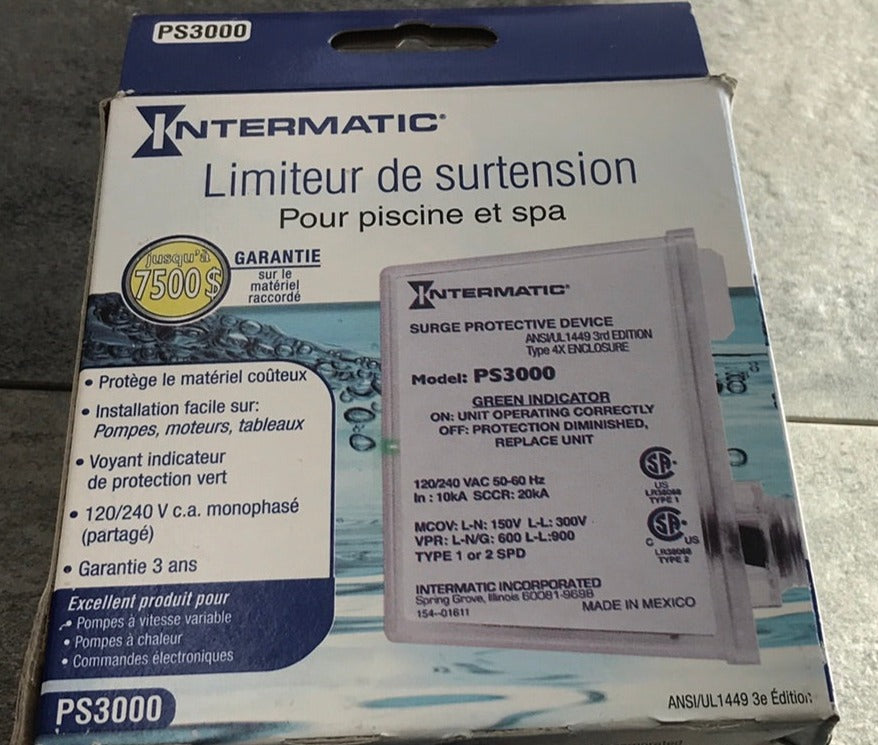 PS3000
INTERMATIC®
Limiteur de surtension
Pour piscine et spa
jusqu'à
7500 $
GARANTIE
sur le
matériel
raccordé
• Protège le matériel coûteux
• Installation facile sur:
Pompes, moteurs, tableaux
• Voyant indicateur
de protection vert
• 120/240 V c.a. monophasé
(partagé)
• Garantie 3 ans
Excellent produit pour
• Pompes à vitesse variable
• Pompes à chaleur
• Commandes électroniques
PS3000
INTERMATIC®
SURGE PROTECTIVE DEVICE
ANSI/UL1449 3rd EDITION
Type 4X ENCLOSURE
Model: PS3000
GREEN INDICATOR
ON: UNIT OPERATING CORRECTLY
OFF: PROTECTION DIMINISHED,
REPLACE UNIT
120/240 VAC 50-60 Hz
In : 10kA SCCR: 20kA
MCOV: L-N: 150V L-L: 300V
VPR: L-N/G: 600 L-L:900
TYPE 1 or 2 SPD
SA
US
LR38068
TYPE 1
SA
C US
LR38068
TYPE 2
INTERMATIC INCORPORATED
Spring Grove, Illinois 60081-9698
154--01611
MADE IN MEXICO
ANSI/UL1449 3e Édition